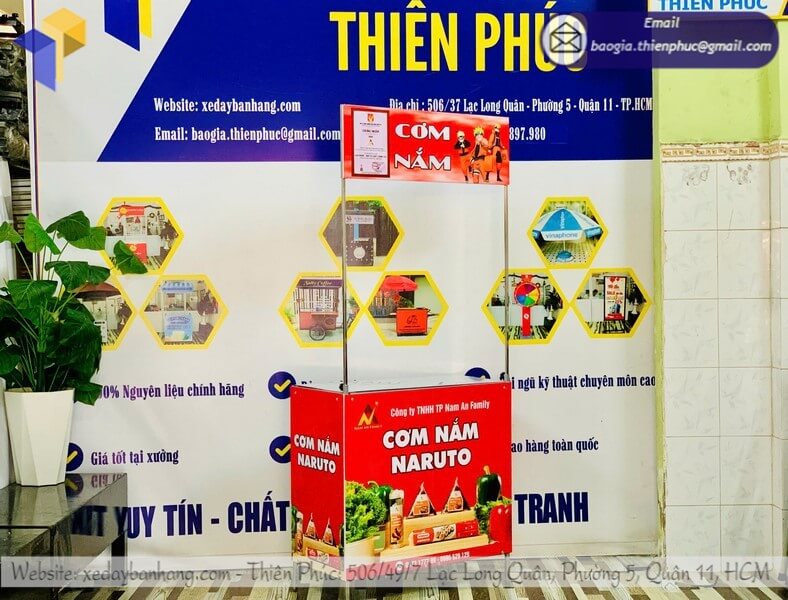 THIÊN PHÚC
Email
baogia.thienphuc@gmail.com
THIÊN PHÚC
Website: xedaybanhang.com
Địa chỉ : 506/37 Lạc Long Quân - Phường 5 - Quận 11 - TP.HCM
Email: baogia.thienphuc@gmail.com
897.980
CƠM
NẮM
vinaphone
Nguyên liệu chính hãng
ngũ kỹ thuật chuyên môn cao
Giá tốt tại xưởng
hàng toàn quốc
UY TÍN - CHẤT
TRANH
Công ty TNHH TP Nam An Family
CƠM NẮM
NARUTO
CƠM NẮM
NARUTO
Website: xedaybanhang.com - Thiên Phúc: 506/49/7 Lạc Long Quân, Phường 5, Quận 11, HCM